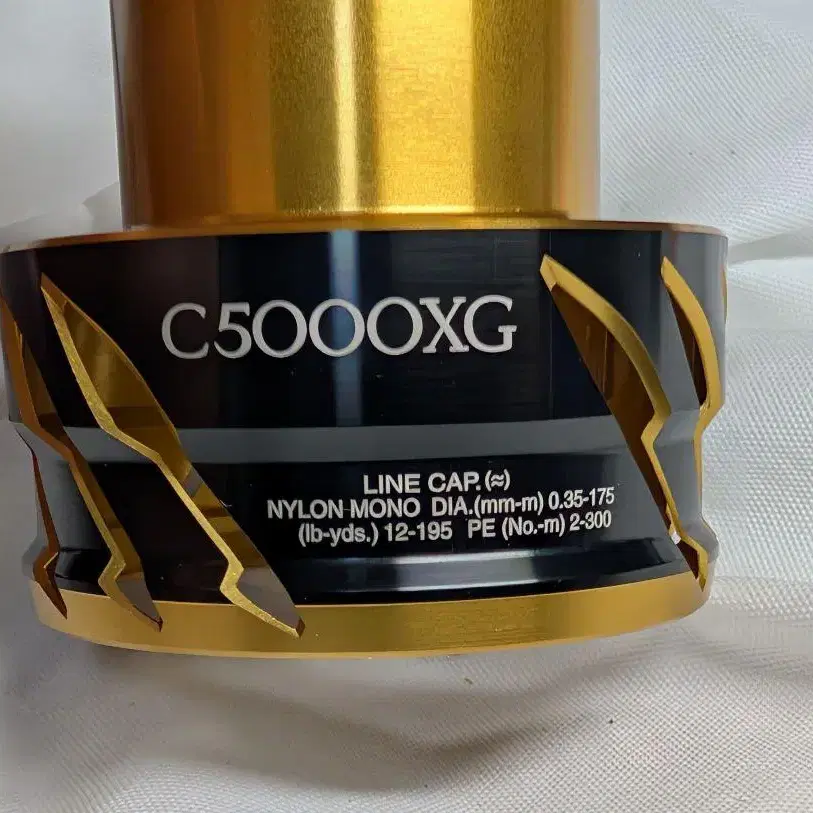 C5000XG
LINE CAP.(≈)
NYLON MONO DIA.(mm-m) 0.35-175
(lb-yds.) 12-195 PE (No.-m) 2-300